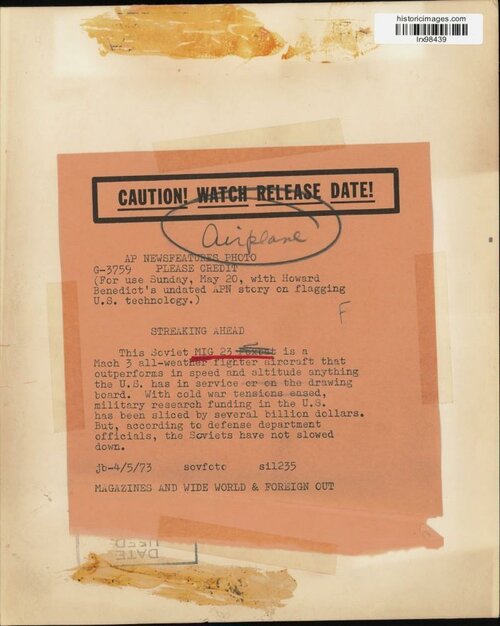 historicimages.com
lrx98439
CAUTION! WATCH RELEASE DATE!
Airplane
AP NEWSFEATURES PHOTO
G-3759 PLEASE CREDIT
(For use Sunday, May 20, with Howard
Benedict's undated APN story on flagging
U.S. technology.)
F
STREAKING AHEAD
This Soviet MIG 23 Foxbat is a
Mach 3 all-weather fighter aircraft that
outperforms in speed and altitude anything
the U.S. has in service or on the drawing
board. With cold war tensions eased,
military research funding in the U.S.
has been sliced by several billion dollars.
But, according to defense department
officials, the Soviets have not slowed
down.
jb-4/5/73 sovfoto sil235
MAGAZINES AND WIDE WORLD & FOREIGN OUT
DATE
USED